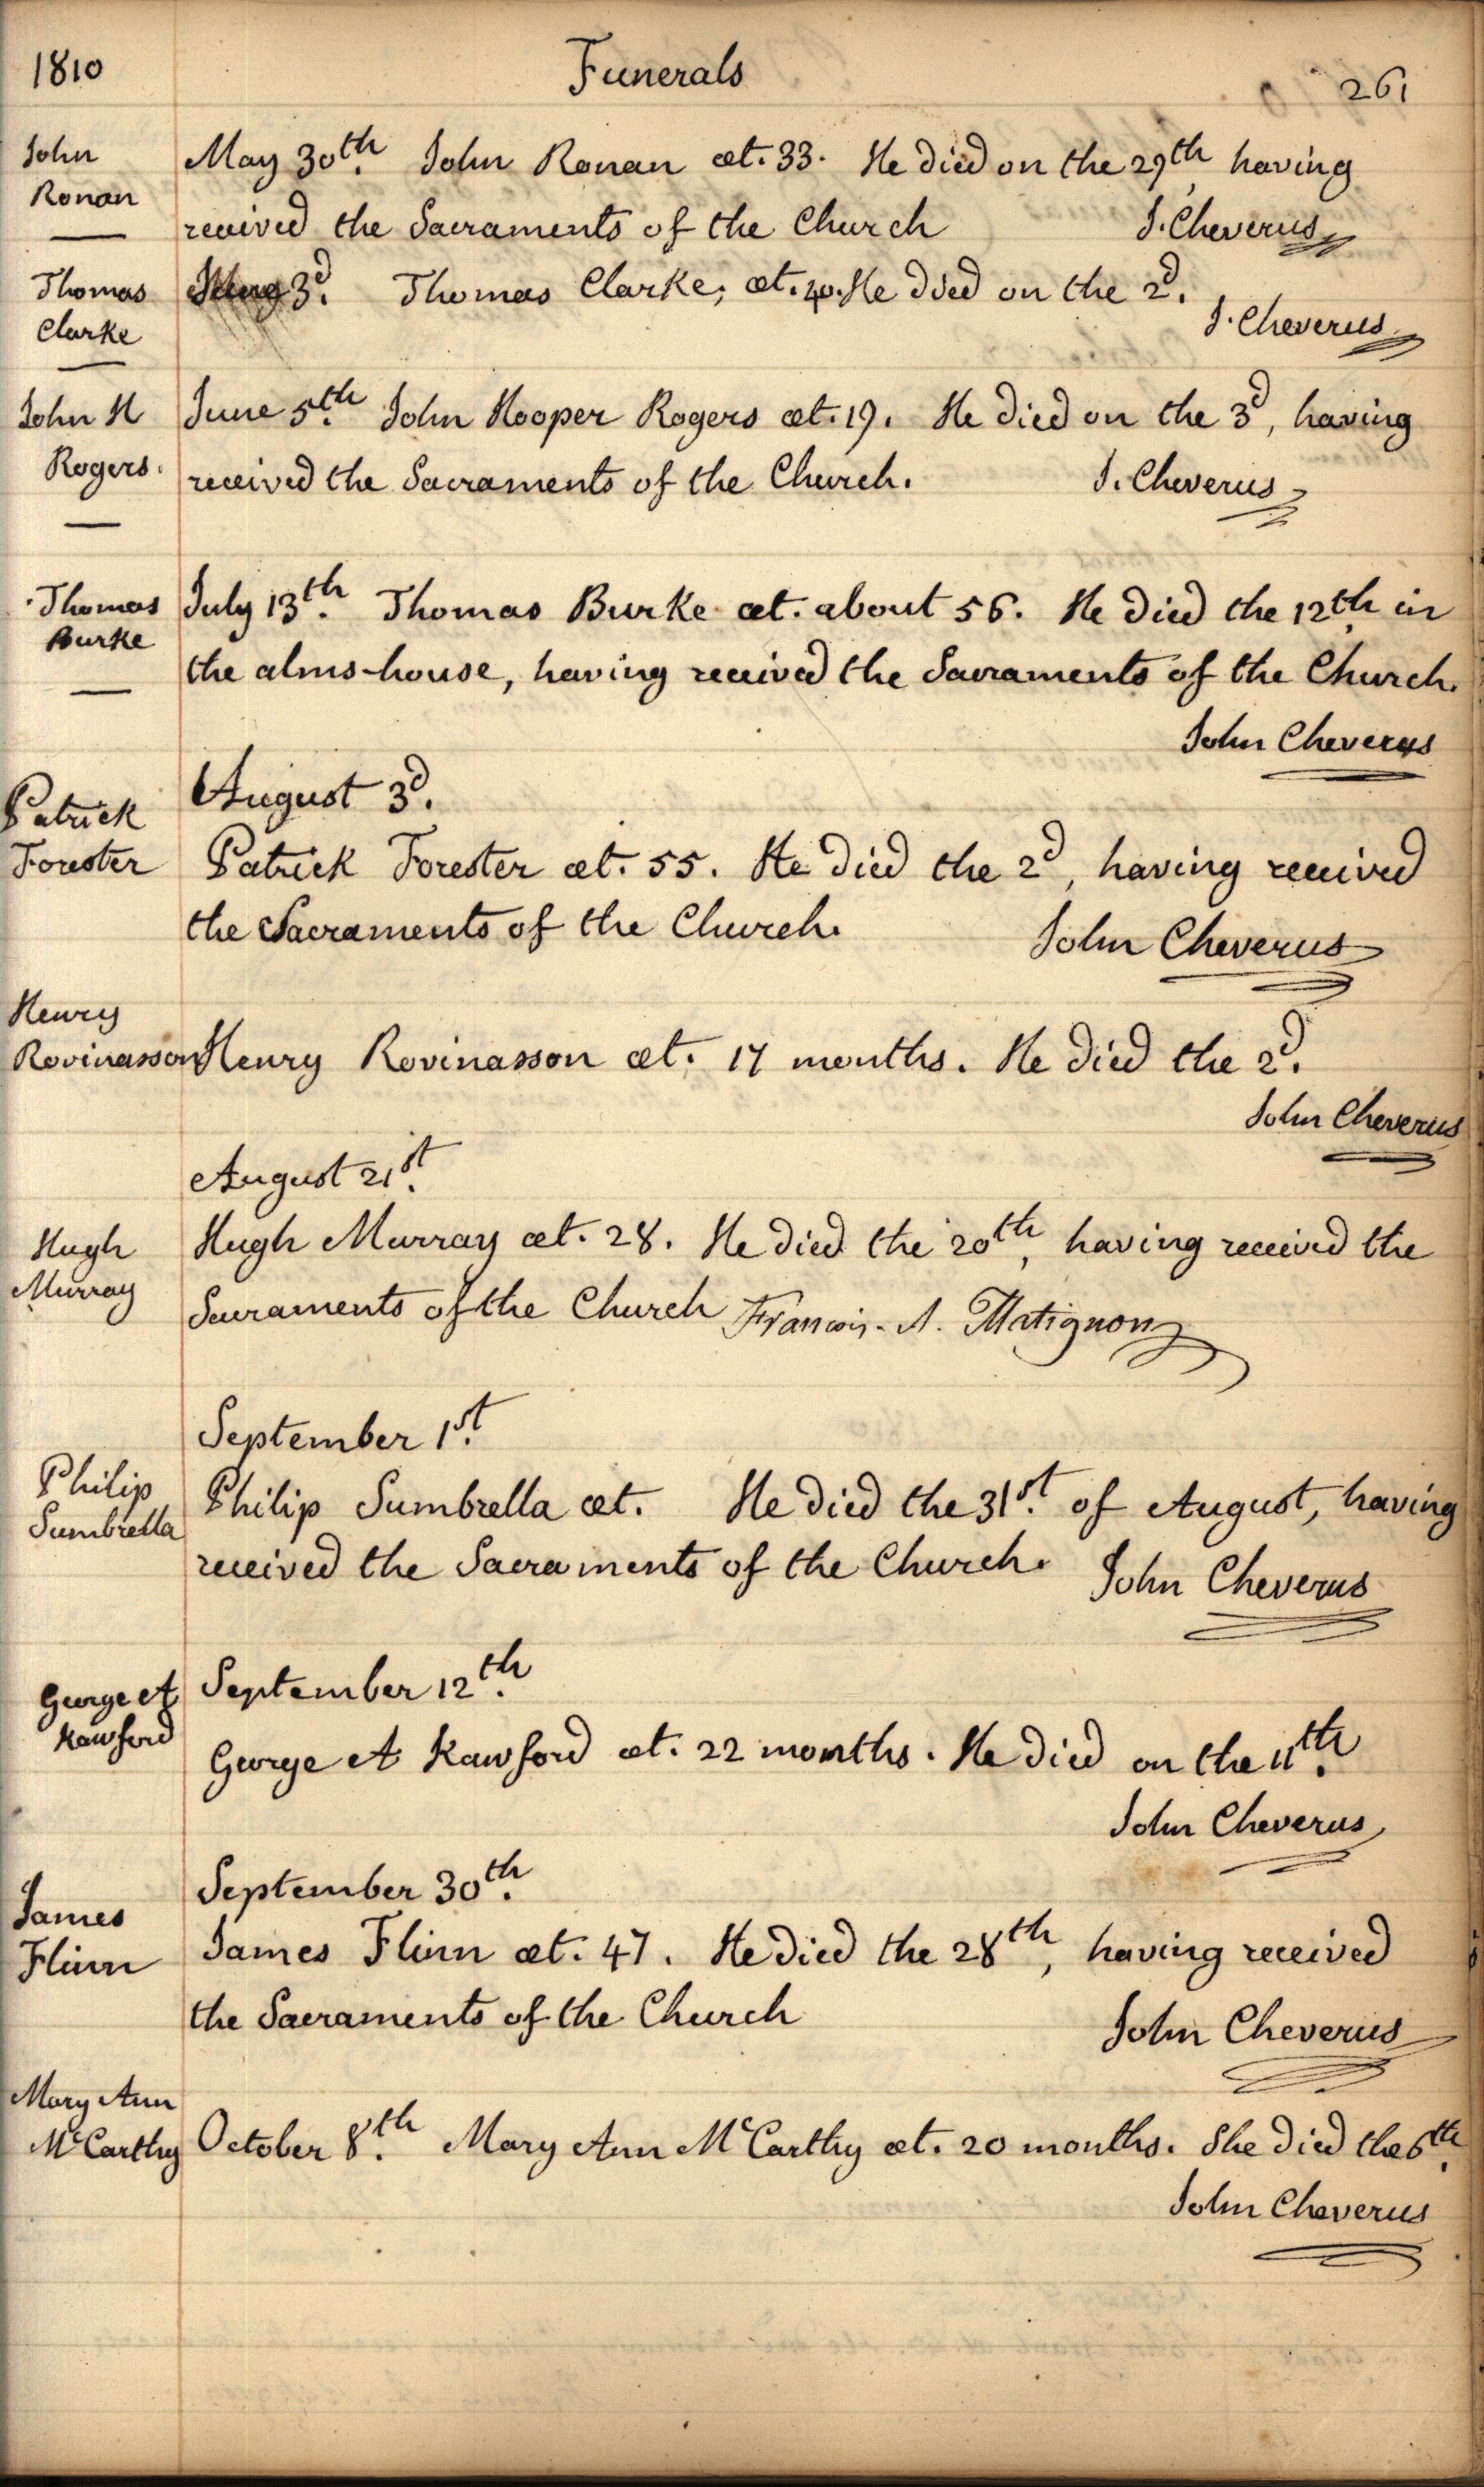 1810
Funerals
261
John
Ronan
May 30th. John Ronan æt. 33. He died on the 29th, having
received the Sacraments of the Church
J. Cheverus
Thomas
Clarke
3d. Thomas Clarke, æt. 40. He died on the 2d.
J. Cheverus
John H
Rogers.
June 5th. John Hooper Rogers æt. 19. He died on the 3d, having
received the Sacraments of the Church.
J. Cheverus
Thomas
Burke
July 13th. Thomas Burke æt. about 56. He died the 12th in
the alms-house, having received the Sacraments of the Church.
John Cheverus
August 3d.
Patrick
Forester
Patrick Forester æt. 55. He died the 2d, having received
the Sacraments of the Church.
John Cheverus
Henry
Rovinasson
Henry Rovinasson æt. 17 months. He died the 2d.
John Cheverus
August 21st.
Hugh
Murray
Hugh Murray æt. 28. He died the 20th, having received the
Sacraments of the Church Francois. A. Matignon
September 1st.
Philip
Sumbrella
Philip Sumbrella æt. He died the 31st. of August, having
received the Sacraments of the Church. John Cheverus
September 12th.
George A
Kawford
George A Kawford æt. 22 months. He died on the 11th.
John Cheverus
September 30th.
James
Flinn
James Flinn æt. 47. He died the 28th, having received
the Sacraments of the Church
John Cheverus
Mary Ann
McCarthy
October 8th. Mary Ann McCarthy æt. 20 months. She died the 6th.
John Cheverus